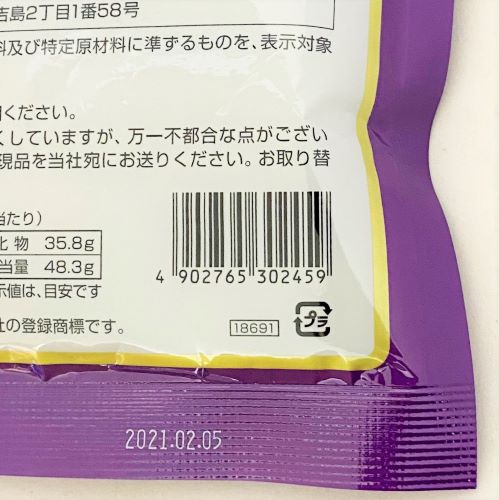 吉島2丁目1番58号
料及び特定原材料に準ずるものを、表示対象
ください。
くしていますが、万一不都合な点がござい
現品を当社宛にお送りください。お取り替
当たり)
化物 35.8g
当量 48.3g
示値は、目安です
社の登録商標です。
4 902765 302459
18691
プラ
2021.02.05